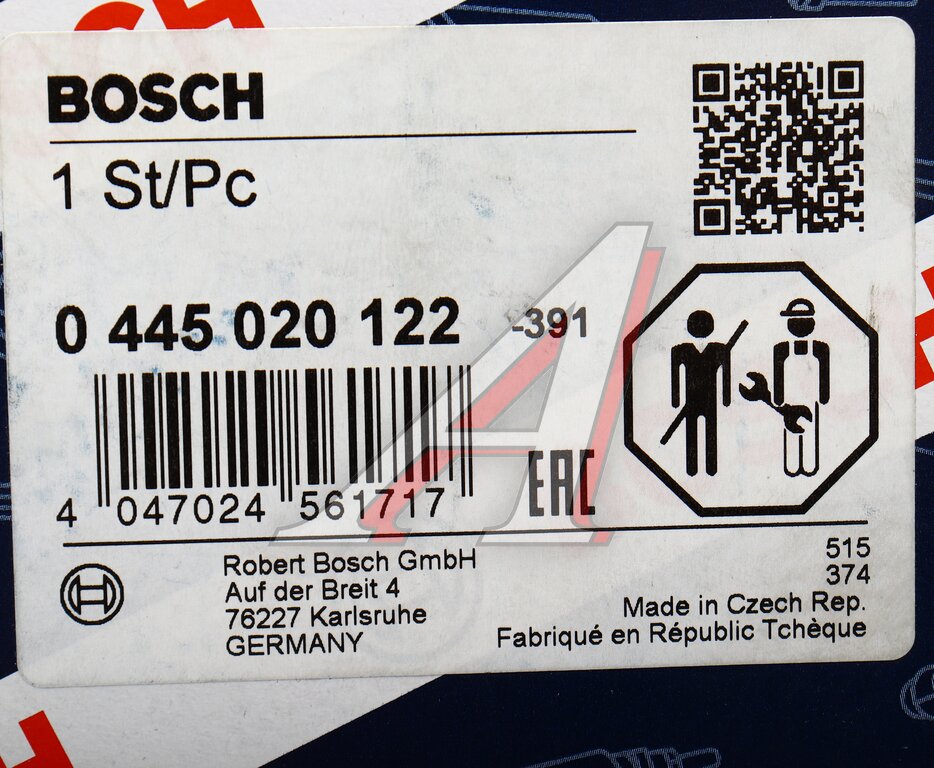 BOSCH
1 St/Pc
0 445 020 122 -391
4 047024 561717
EAC
Robert Bosch GmbH
Auf der Breit 4
76227 Karlsruhe
GERMANY
515
374
Made in Czech Rep.
Fabriqué en Républic Tchèque